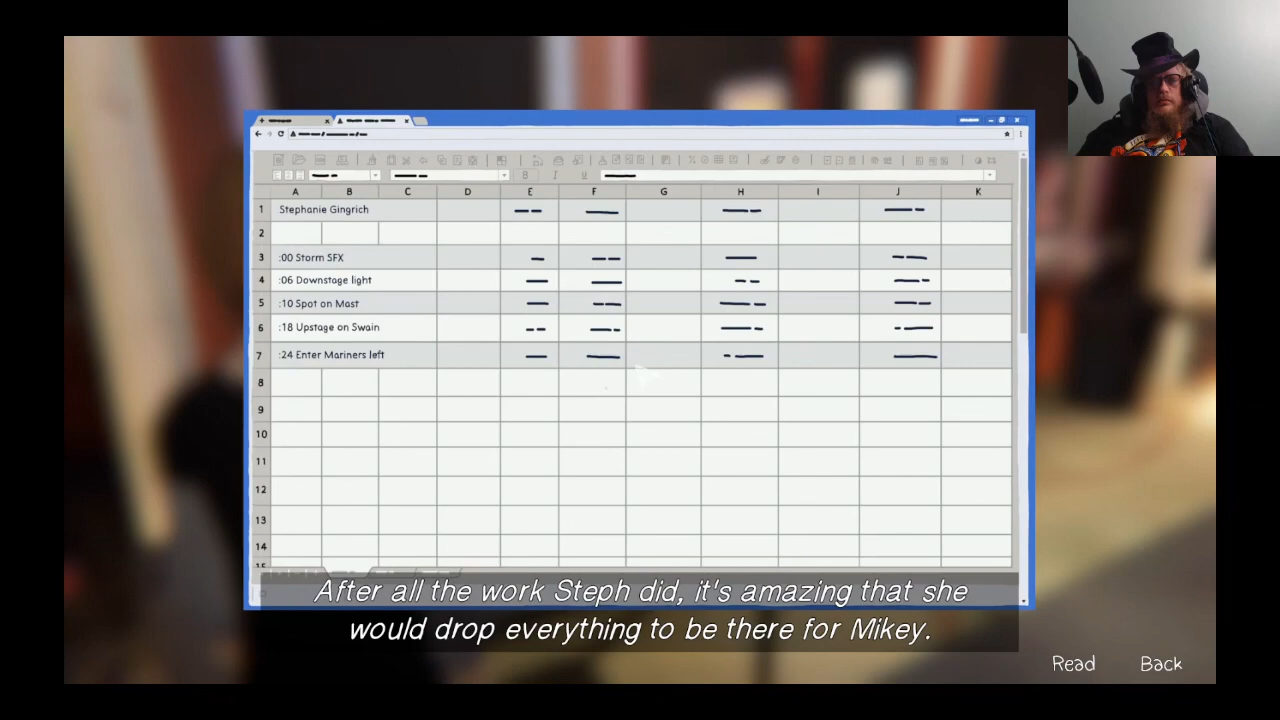 A B C D E F G H I J K
1 Stephanie Gingrich
2
3 :00 Storm SFX
4 :06 Downstage light
5 :10 Spot on Mast
6 :18 Upstage on Swain
7 :24 Enter Mariners left
8
9
10
11
12
13
14
15
After all the work Steph did, it's amazing that she
would drop everything to be there for Mikey.
Read Back